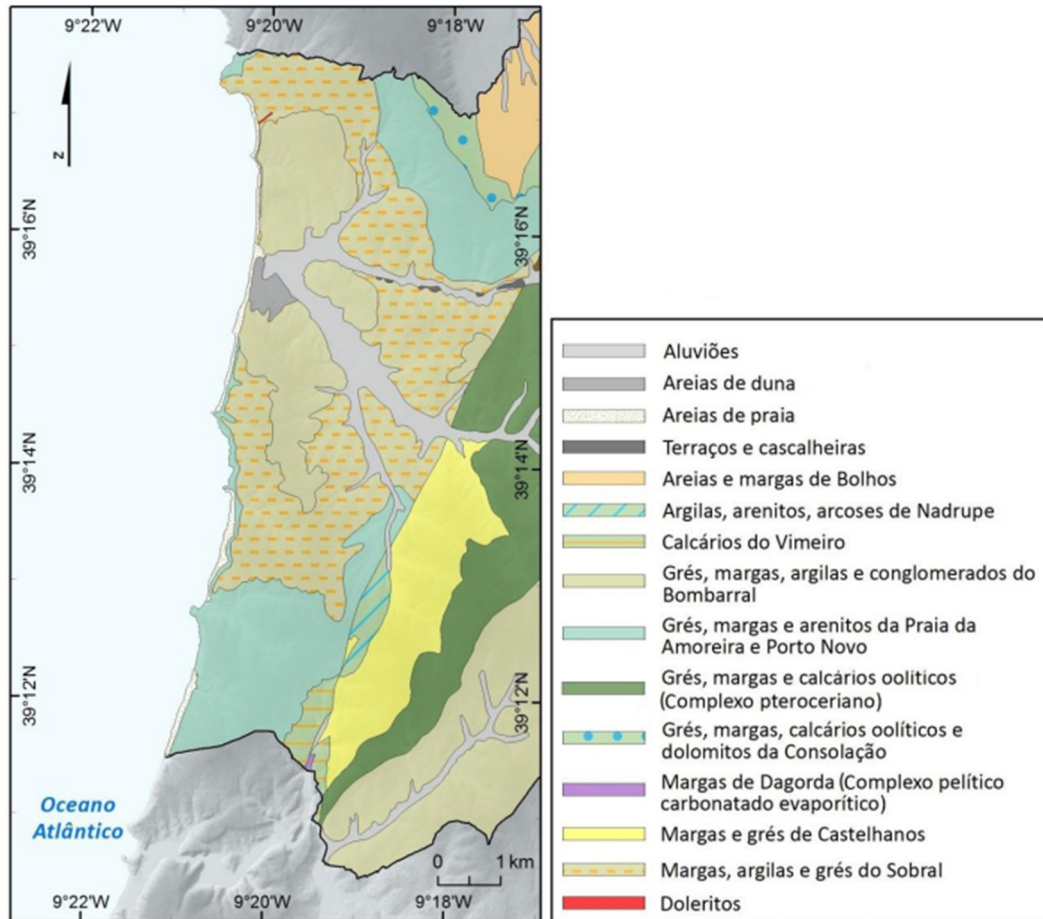 9°22'W
9°20'W
9°18'W
N
39°16'N
39°16'N
39°14'N
39°14'N
39°12'N
39°12'N
Oceano
Atlântico
0
1 km
9°22'W
9°20'W
9°18'W
Aluviões
Areias de duna
Areias de praia
Terraços e cascalheiras
Areias e margas de Bolhos
Argilas, arenitos, arcoses de Nadrupe
Calcários do Vimeiro
Grés, margas, argilas e conglomerados do
Bombarral
Grés, margas e arenitos da Praia da
Amoreira e Porto Novo
Grés, margas e calcários oolíticos
(Complexo pteroceriano)
Grés, margas, calcários oolíticos e
dolomitos da Consolação
Margas de Dagorda (Complexo pelítico
carbonatado evaporítico)
Margas e grés de Castelhanos
Margas, argilas e grés do Sobral
Doleritos